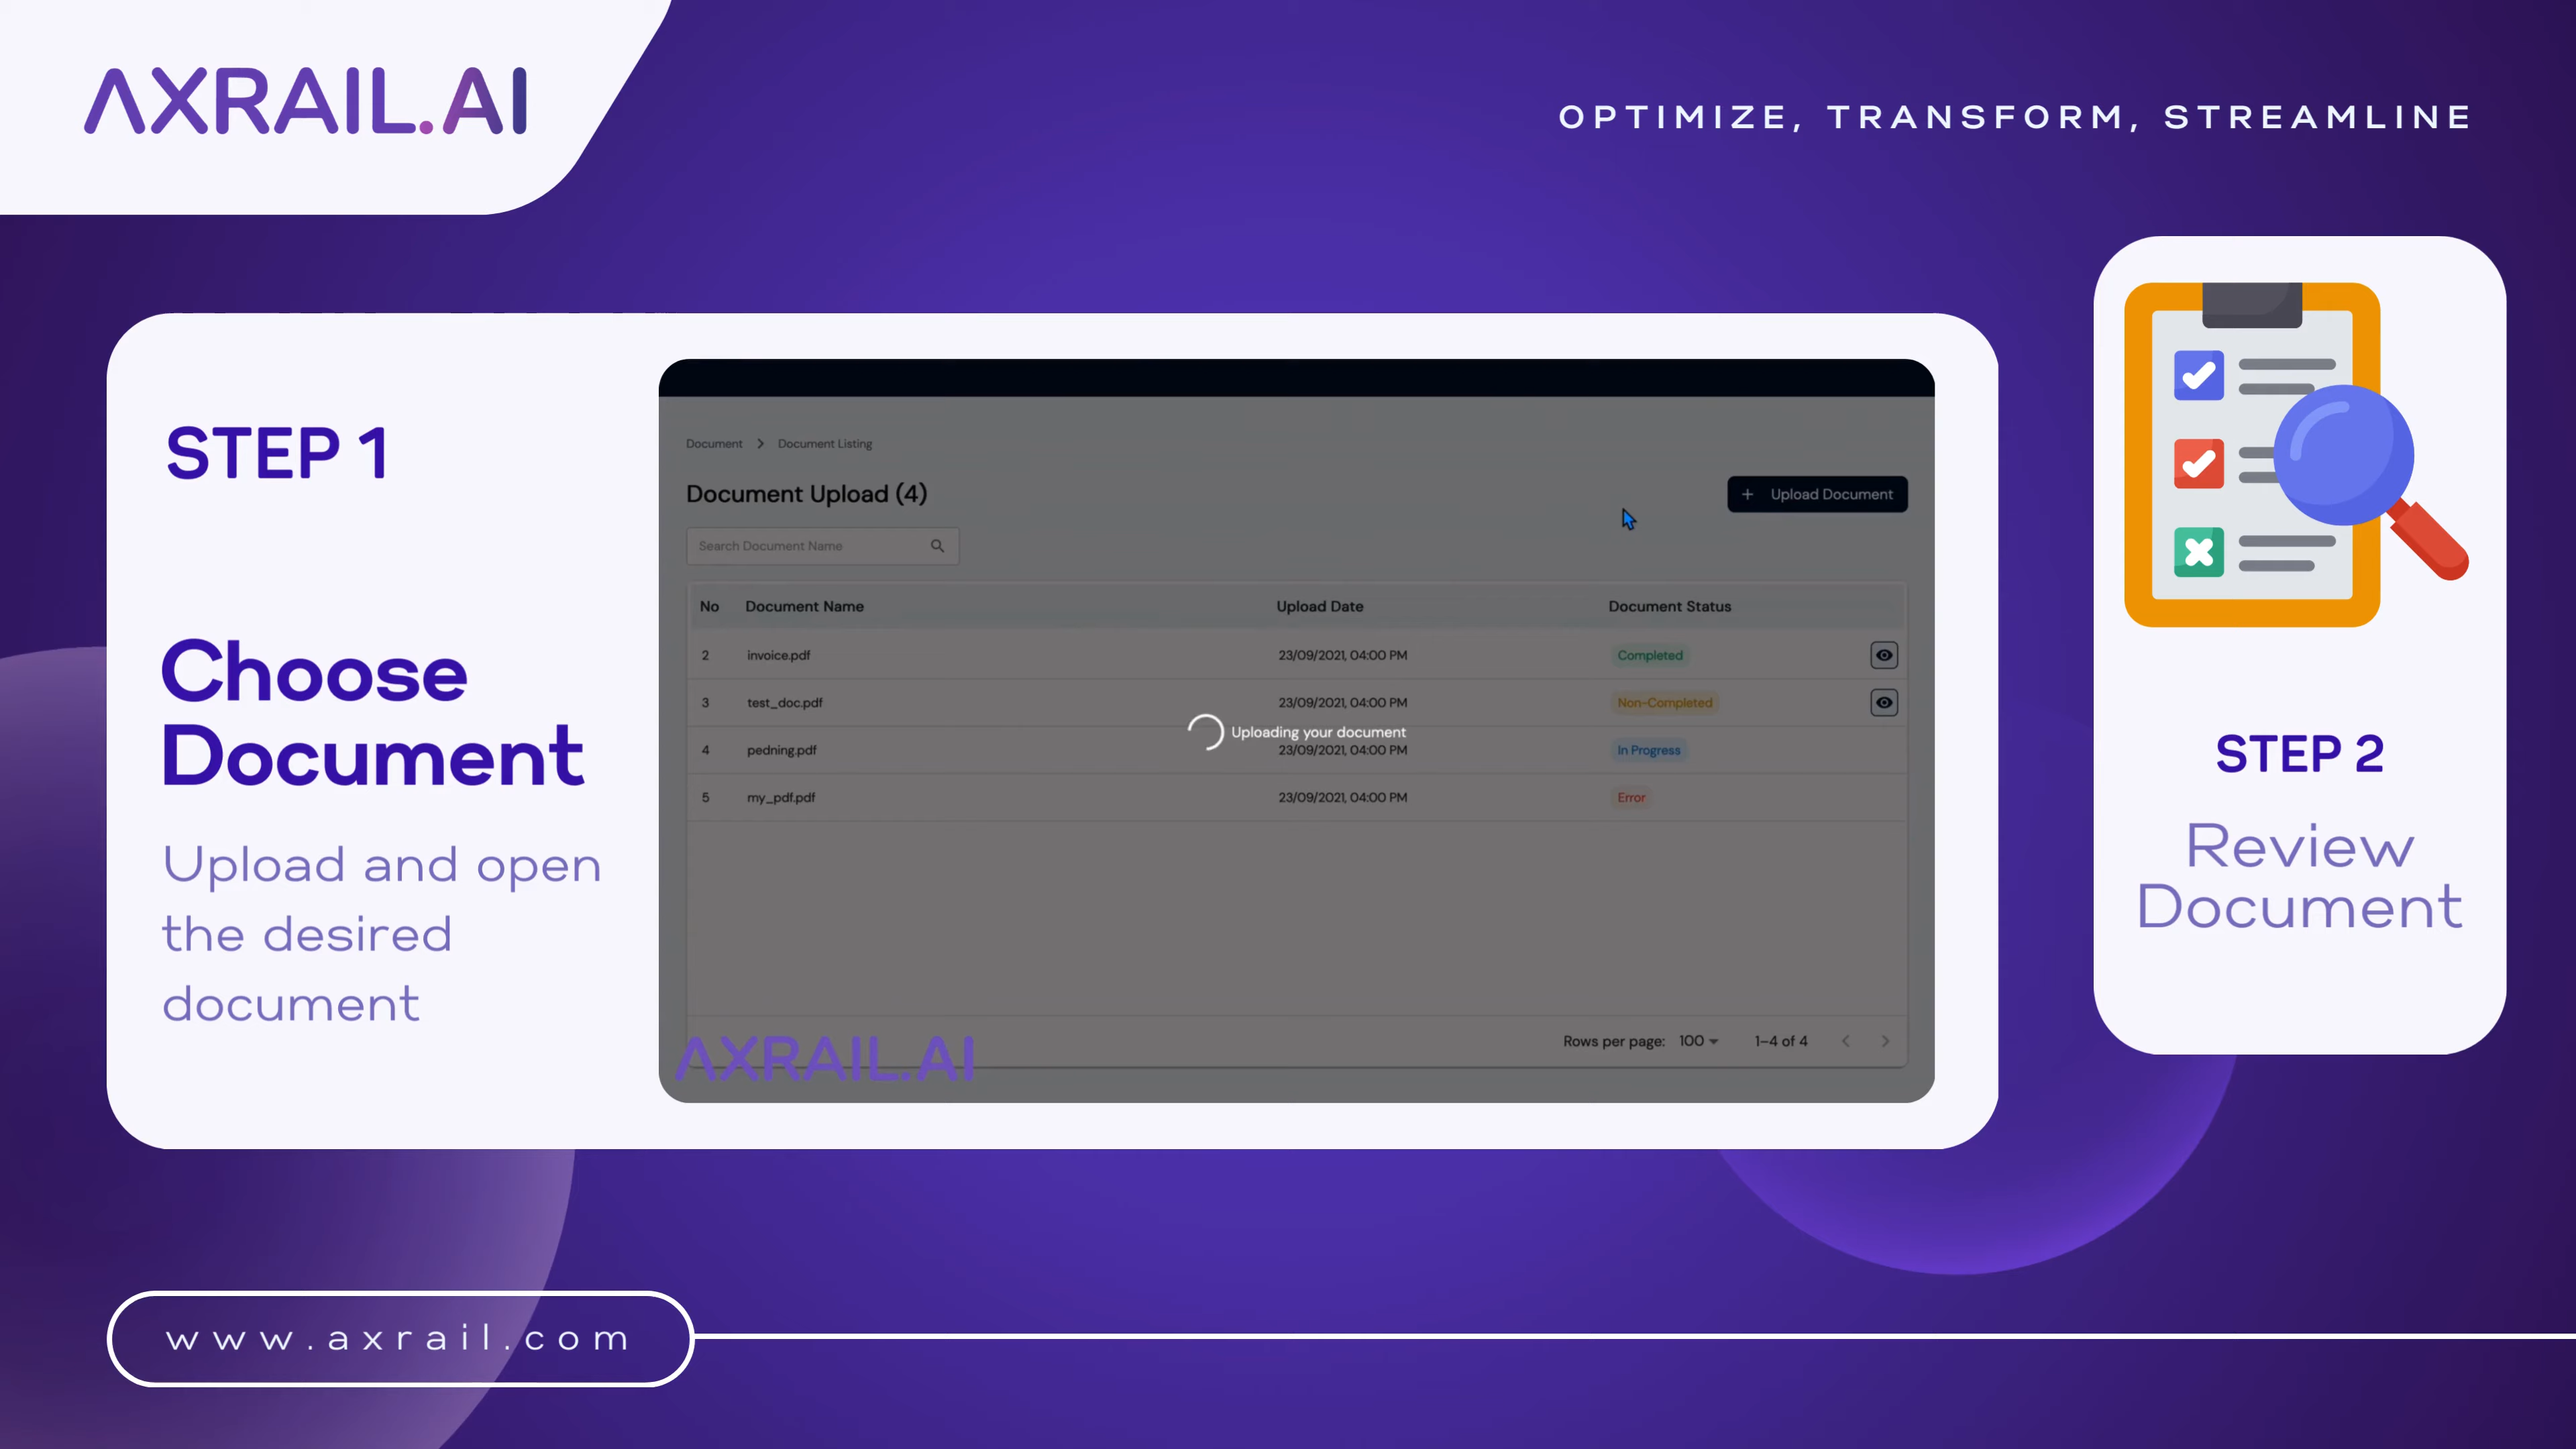 AXRAIL.AI
OPTIMIZE, TRANSFORM, STREAMLINE
STEP 1
Choose
Document
Upload and open
the desired
document
Document > Document Listing
Document Upload (4)
+ Upload Document
Search Document Name
No Document Name Upload Date Document Status
2 invoice.pdf 23/09/2021, 04:00 PM Completed
3 test_doc.pdf 23/09/2021, 04:00 PM Non-Completed
Uploading your document
4 pedning.pdf 23/09/2021, 04:00 PM In Progress
5 my_pdf.pdf 23/09/2021, 04:00 PM Error
Rows per page: 100 1–4 of 4
AXRAIL.AI
STEP 2
Review
Document
www.axrail.com